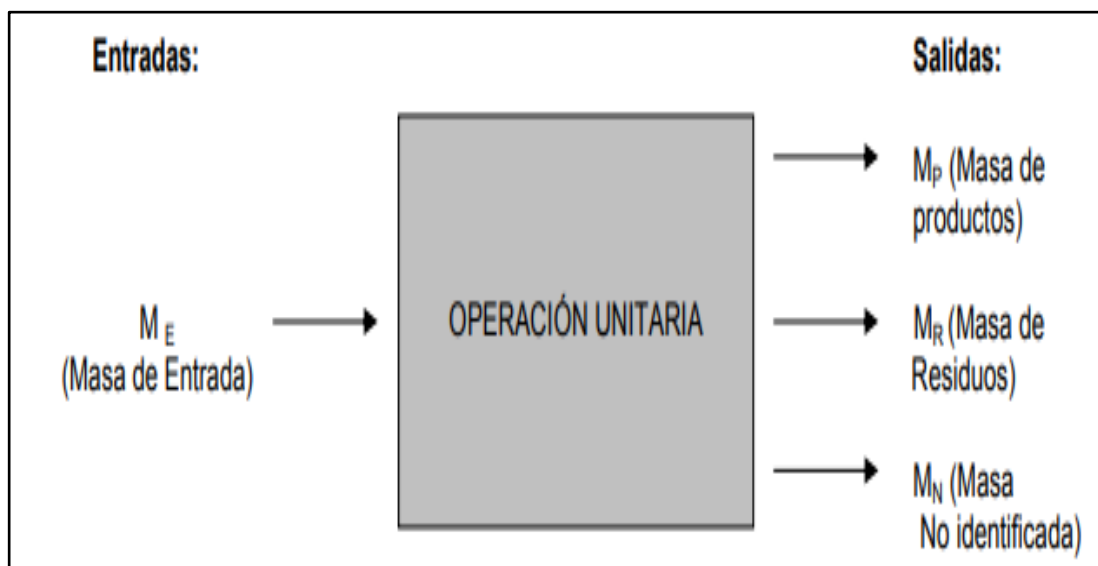 Entradas:
Salidas:
M E
(Masa de Entrada)
OPERACIÓN UNITARIA
MP (Masa de
productos)
MR (Masa de
Residuos)
MN (Masa
No identificada)